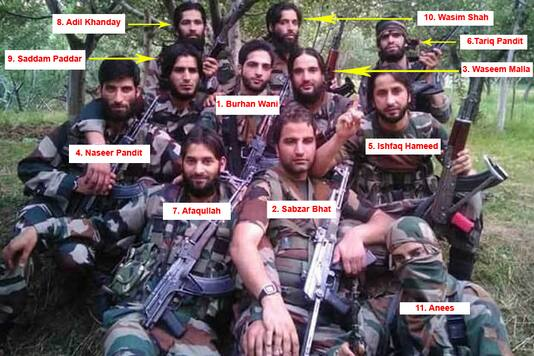 8. Adil Khanday
10. Wasim Shah
6.Tariq Pandit
9. Saddam Paddar
3. Waseem Malla
1. Burhan Wani
5. Ishfaq Hameed
4. Naseer Pandit
7. Afaqullah
2. Sabzar Bhat
11. Anees